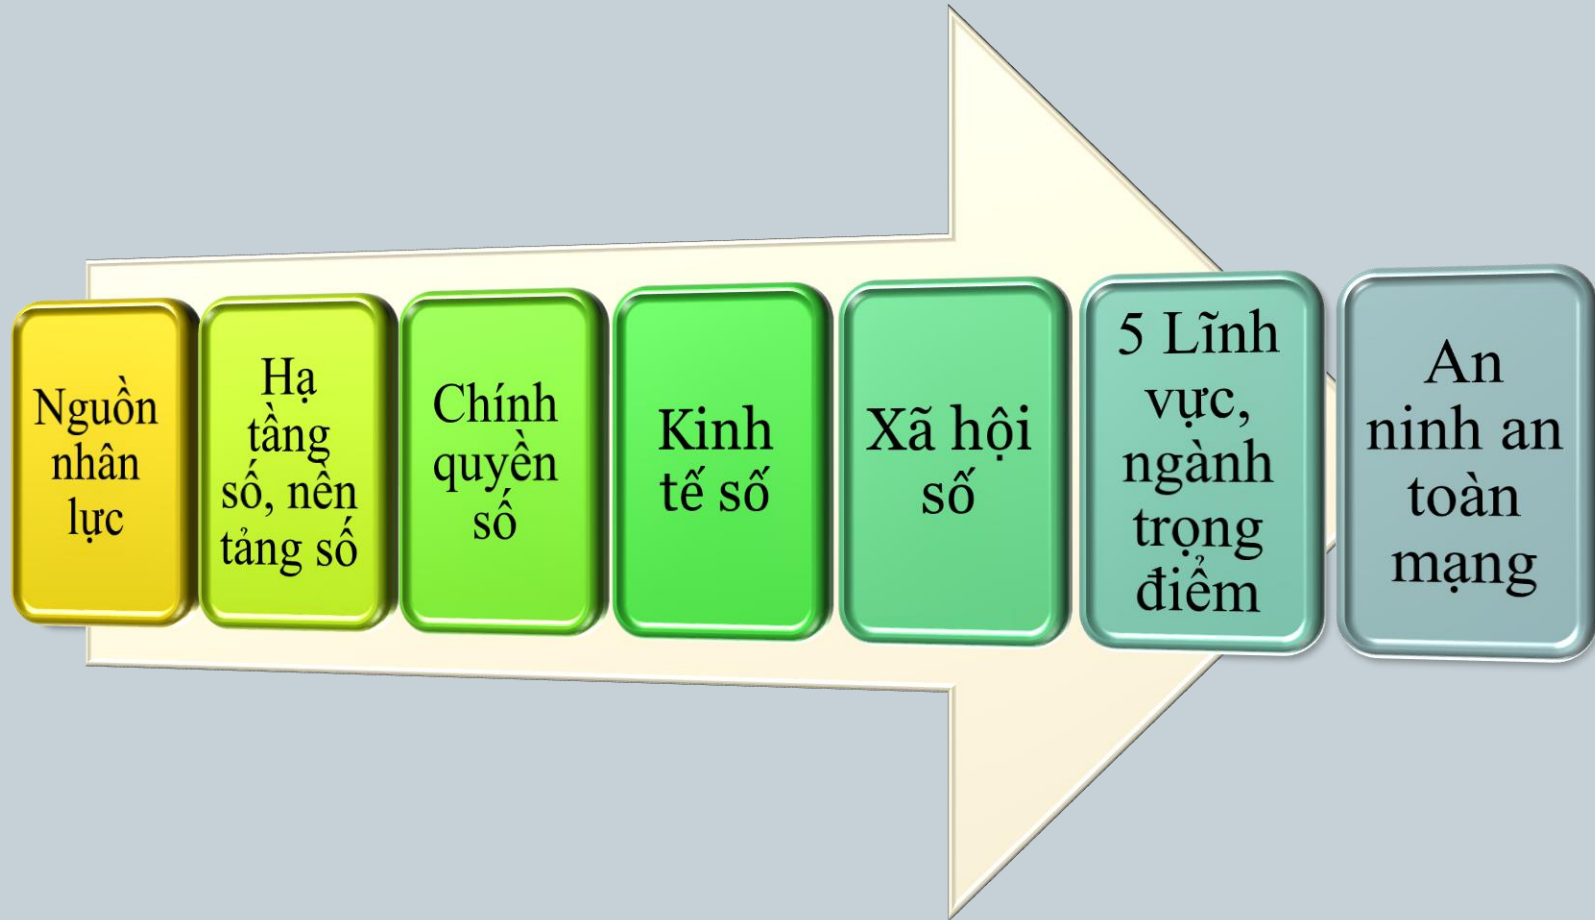 Nguồn
nhân
lực
Hạ
tầng
số, nền
tảng số
Chính
quyền
số
Kinh
tế số
Xã hội
số
5 Lĩnh
vực,
ngành
trọng
điểm
An
ninh an
toàn
mạng